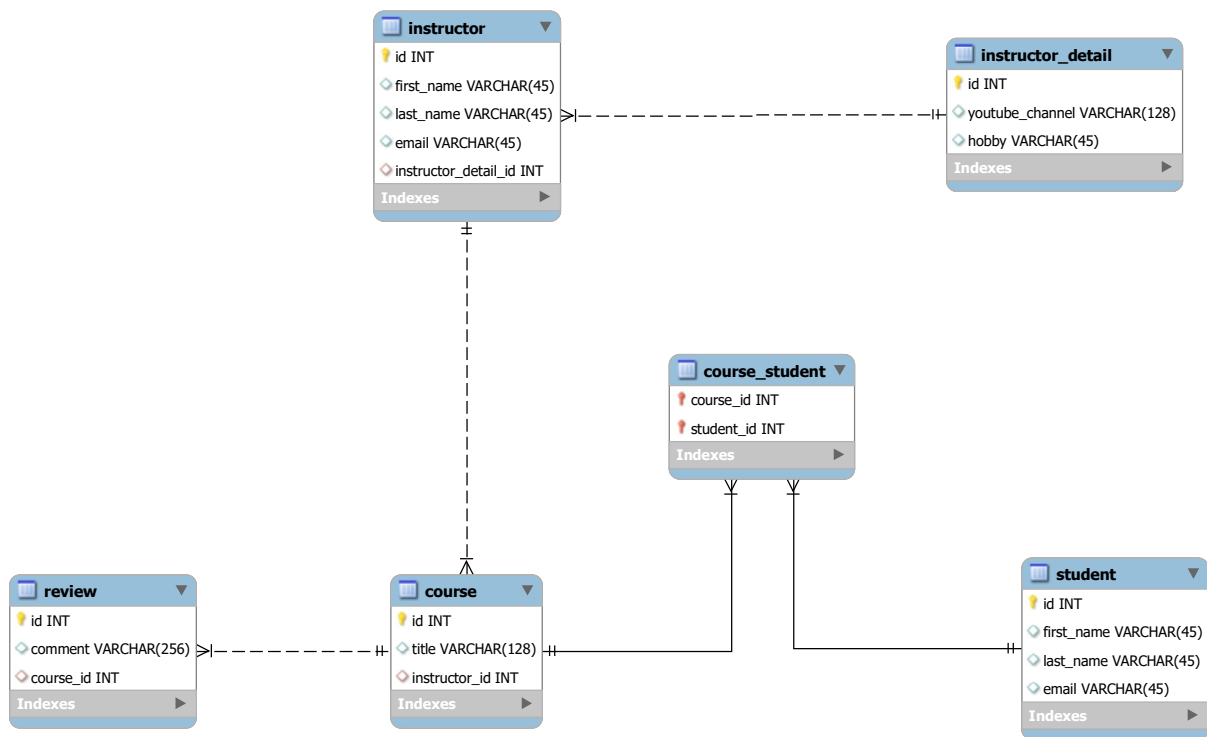 instructor
id INT
first_name VARCHAR(45)
last_name VARCHAR(45)
email VARCHAR(45)
instructor_detail_id INT
Indexes
instructor_detail
id INT
youtube_channel VARCHAR(128)
hobby VARCHAR(45)
Indexes
course_student
course_id INT
student_id INT
Indexes
review
id INT
comment VARCHAR(256)
course_id INT
Indexes
course
id INT
title VARCHAR(128)
instructor_id INT
Indexes
student
id INT
first_name VARCHAR(45)
last_name VARCHAR(45)
email VARCHAR(45)
Indexes